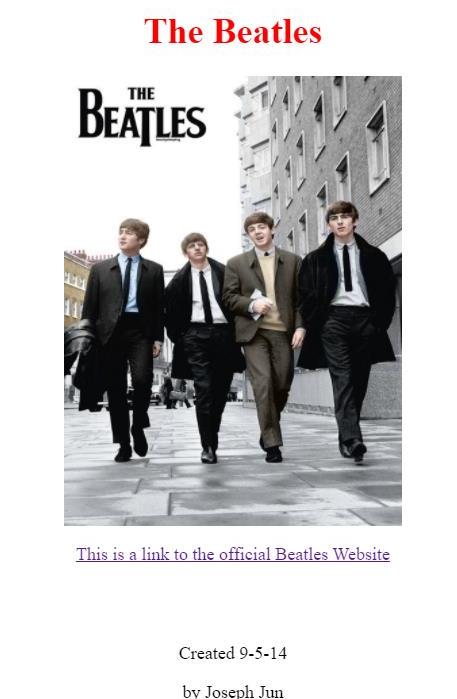 The Beatles
THE
BEATLES
This is a link to the official Beatles Website
Created 9-5-14
by Joseph Jun